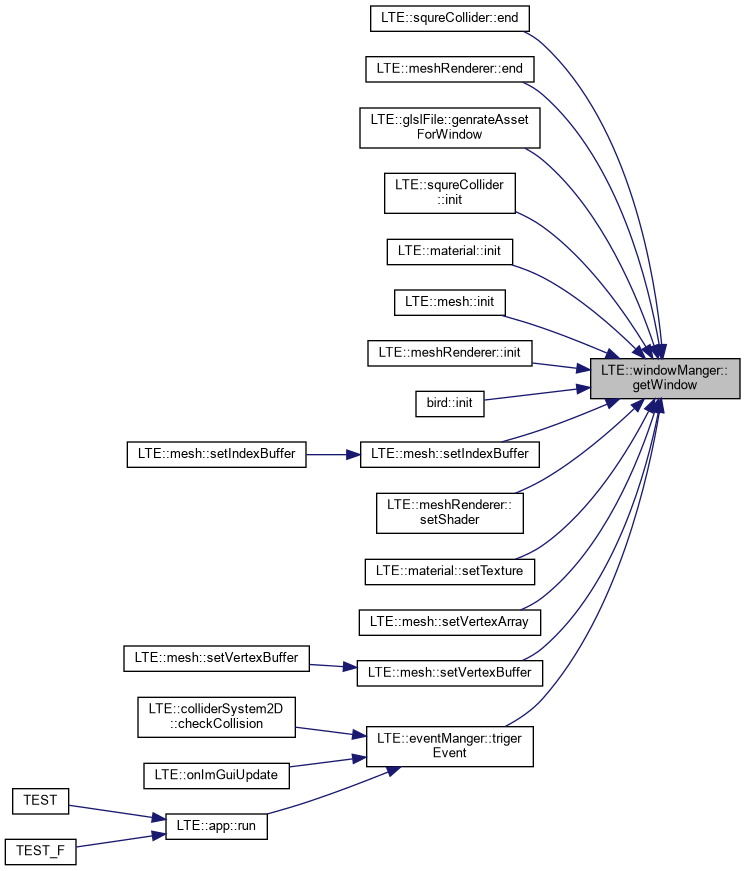 LTE::squreCollider::end
LTE::meshRenderer::end
LTE::glslFile::genrateAsset
ForWindow
LTE::squreCollider
::init
LTE::material::init
LTE::mesh::init
LTE::meshRenderer::init
LTE::windowManger::
getWindow
bird::init
LTE::mesh::setIndexBuffer
LTE::mesh::setIndexBuffer
LTE::meshRenderer::
setShader
LTE::material::setTexture
LTE::mesh::setVertexArray
LTE::mesh::setVertexBuffer
LTE::mesh::setVertexBuffer
LTE::colliderSystem2D
::checkCollision
LTE::eventManger::triger
Event
LTE::onImGuiUpdate
TEST
LTE::app::run
TEST_F